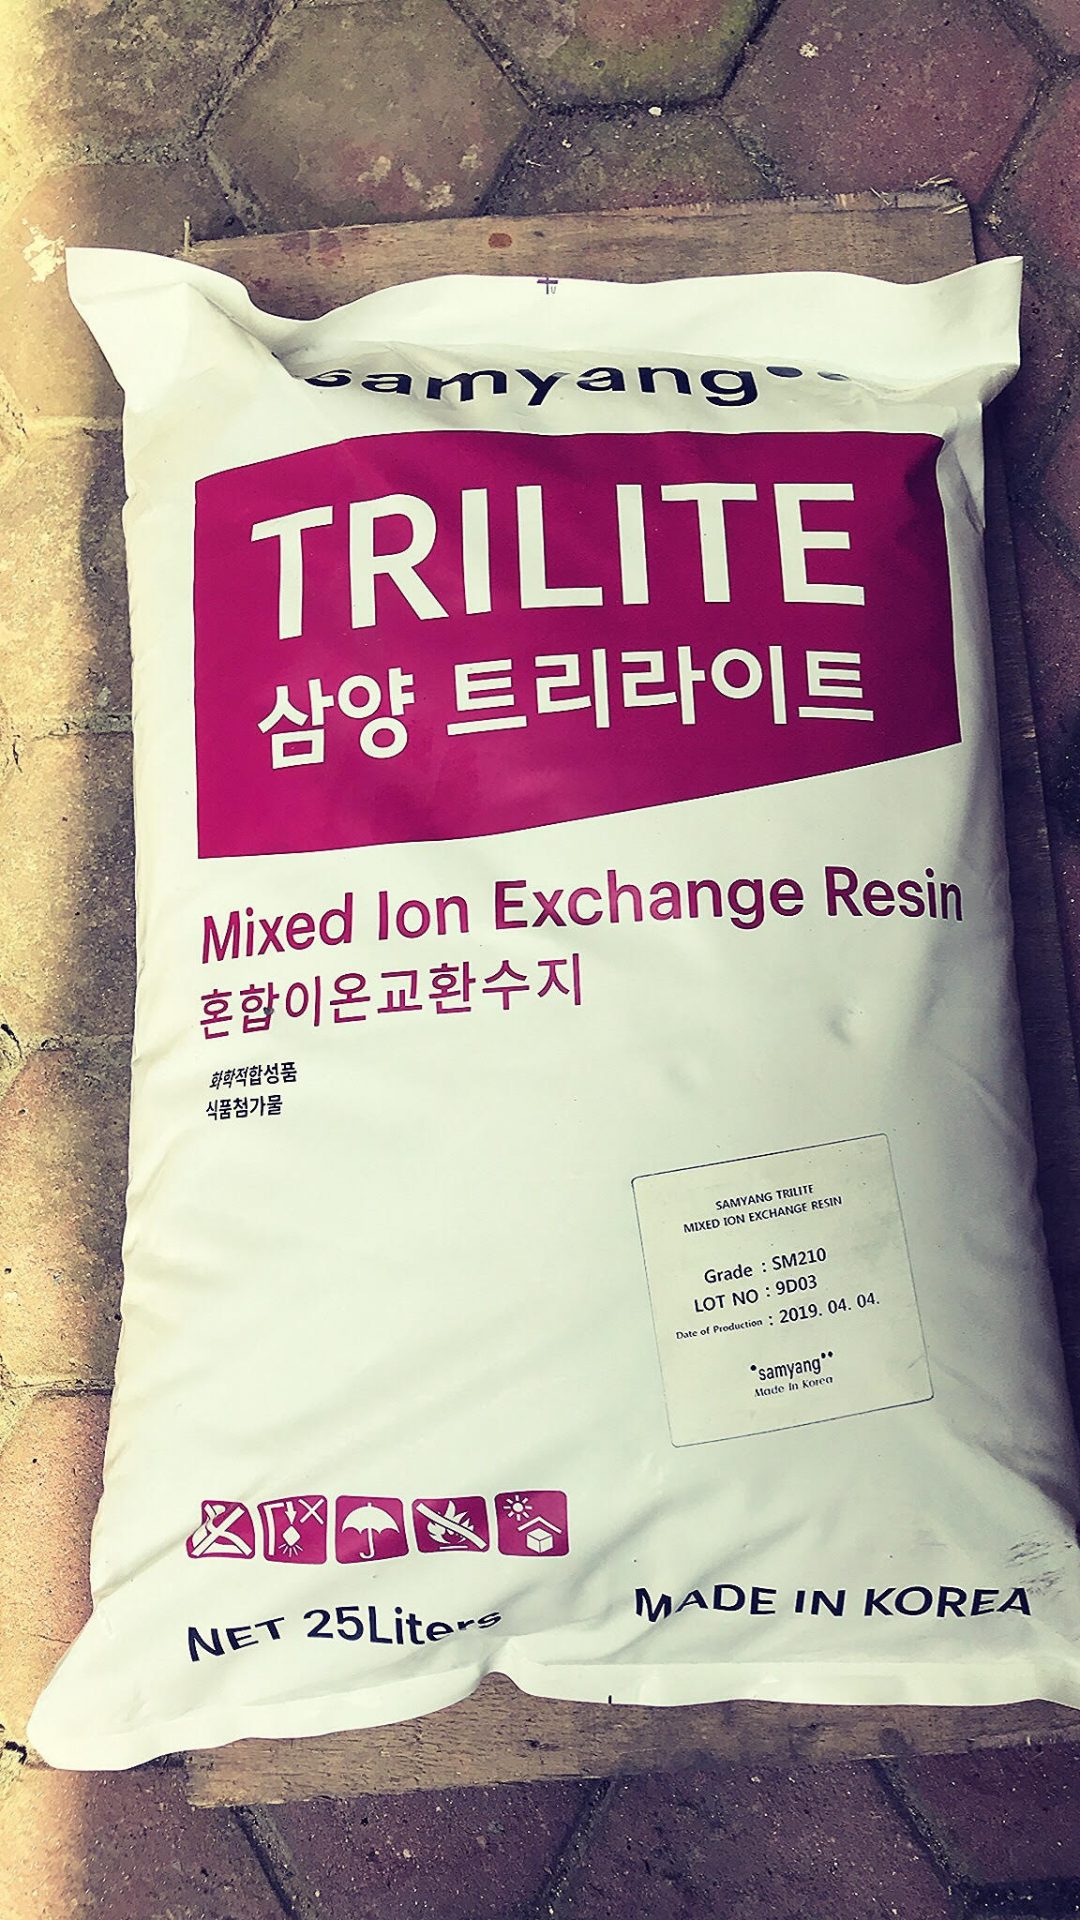 samyang
TRILITE
삼양 트리라이트
Mixed Ion Exchange Resin
혼합이온교환수지
화학적합성품
식품첨가물
SAMYANG TRILITE
MIXED ION EXCHANGE RESIN
Grade : SM210
LOT NO : 9D03
Date of Production : 2019. 04. 04.
samyang
Made In Korea
NET 25Liters
MADE IN KOREA